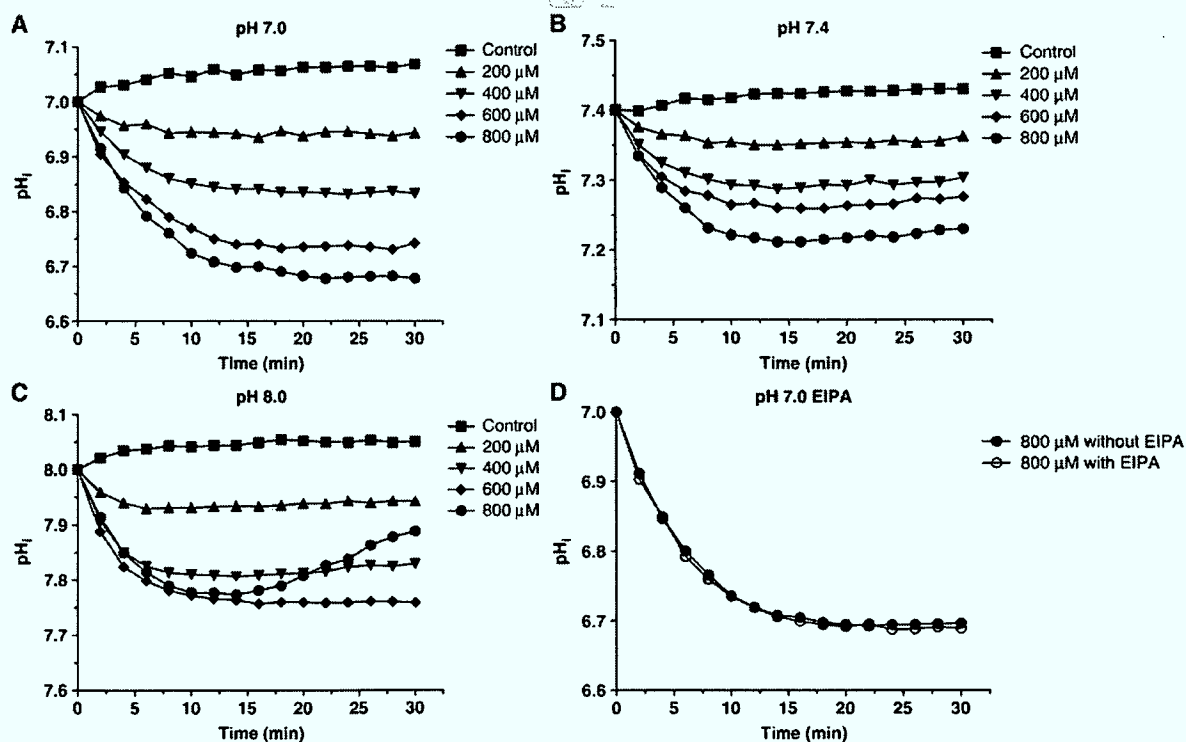 A
pH 7.0
7.1
7.0
6.9
6.8
6.7
6.6
pHi
0 5 10 15 20 25 30
Time (min)
Control
200 µM
400 µM
600 µM
800 µM
B
pH 7.4
7.5
7.4
7.3
7.2
7.1
pHi
0 5 10 15 20 25 30
Time (min)
Control
200 µM
400 µM
600 µM
800 µM
C
pH 8.0
8.1
8.0
7.9
7.8
7.7
7.6
pHi
0 5 10 15 20 25 30
Time (min)
Control
200 µM
400 µM
600 µM
800 µM
D
pH 7.0 EIPA
7.0
6.9
6.8
6.7
6.6
pHi
0 5 10 15 20 25 30
Time (min)
800 µM without EIPA
800 µM with EIPA